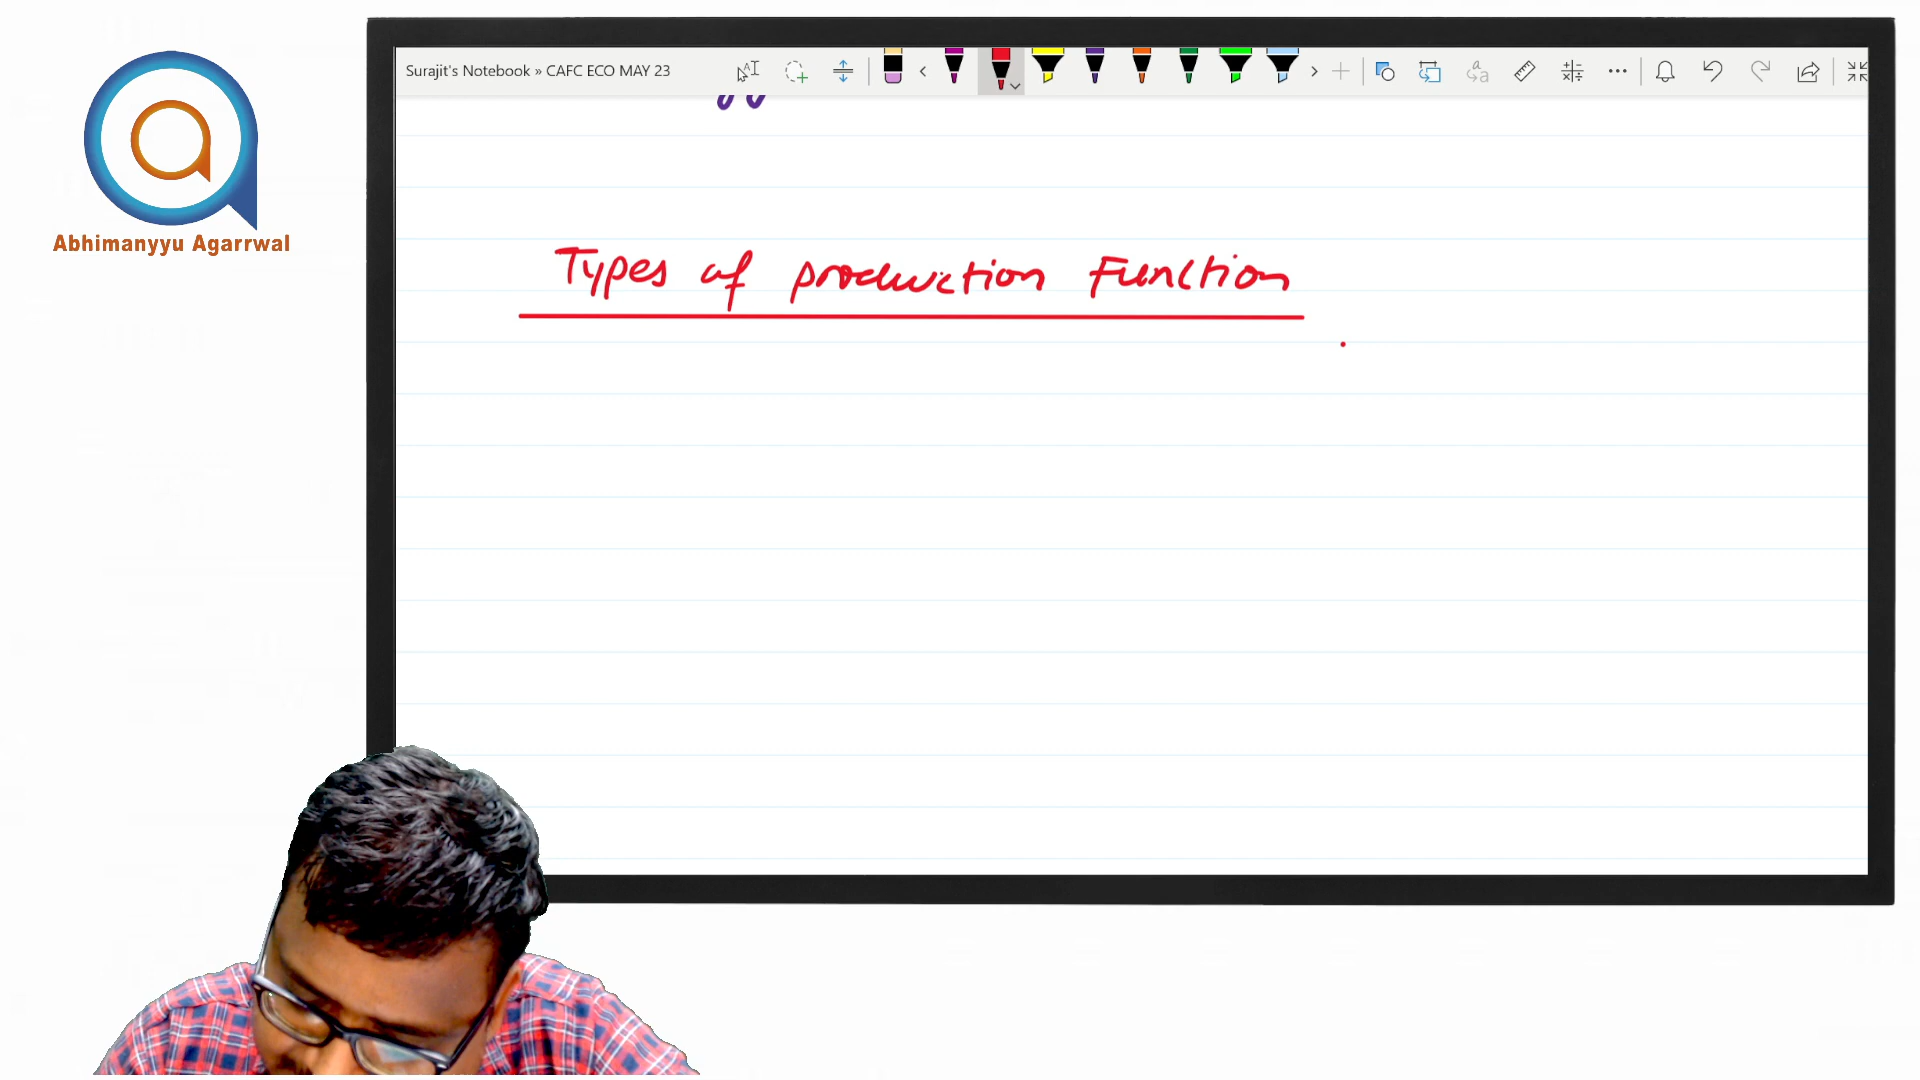 Surajit's Notebook » CAFC ECO MAY 23
Abhimanyyu Agarrwal
Types of production Function